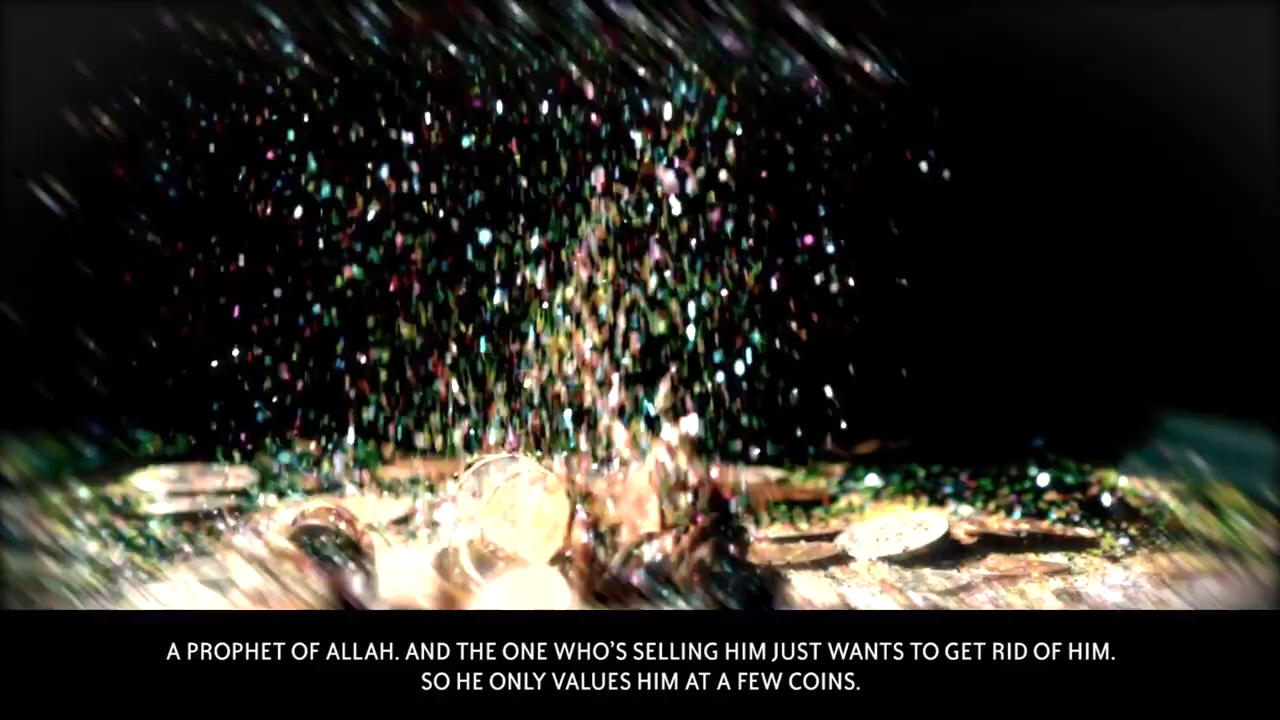 A PROPHET OF ALLAH. AND THE ONE WHO'S SELLING HIM JUST WANTS TO GET RID OF HIM.
SO HE ONLY VALUES HIM AT A FEW COINS.